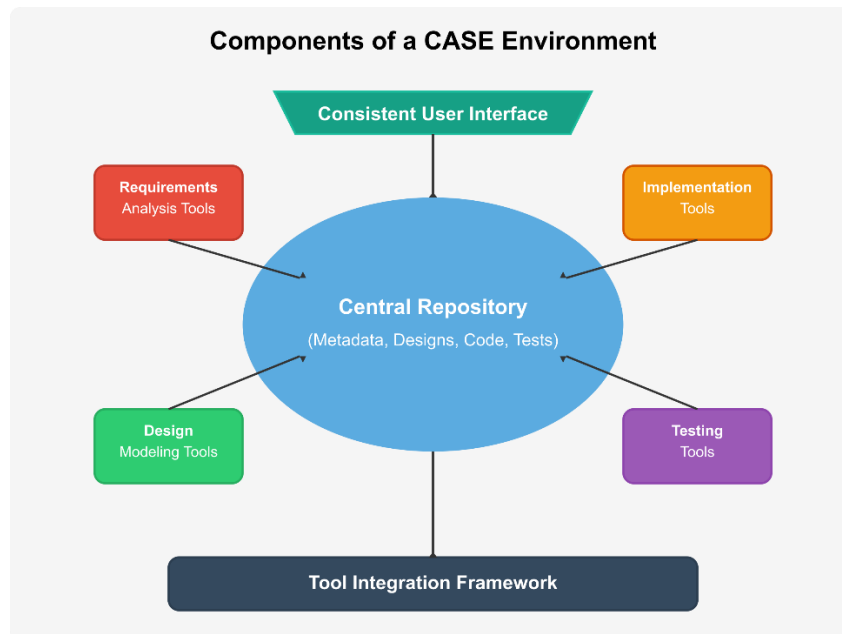 Components of a CASE Environment
Consistent User Interface
Requirements
Analysis Tools
Implementation
Tools
Central Repository
(Metadata, Designs, Code, Tests)
Design
Modeling Tools
Testing
Tools
Tool Integration Framework